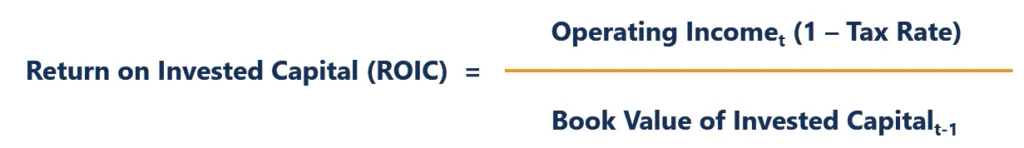 Operating Incomeₜ (1 – Tax Rate)
Return on Invested Capital (ROIC) =
Book Value of Invested Capitalₜ₋₁